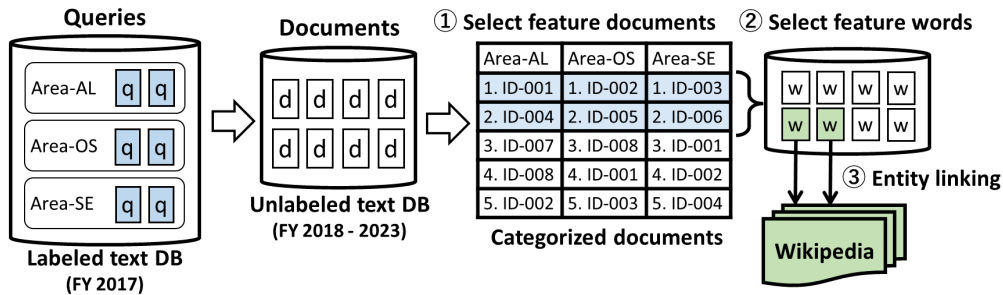 Queries
Area-AL q q
Area-OS q q
Area-SE q q
Labeled text DB
(FY 2017)
Documents
d d d d
d d d d
Unlabeled text DB
(FY 2018 - 2023)
① Select feature documents
Area-AL Area-OS Area-SE
1. ID-001 1. ID-002 1. ID-003
2. ID-004 2. ID-005 2. ID-006
3. ID-007 3. ID-008 3. ID-001
4. ID-008 4. ID-001 4. ID-002
5. ID-002 5. ID-003 5. ID-004
Categorized documents
② Select feature words
w w w w
w w w w
③ Entity linking
Wikipedia